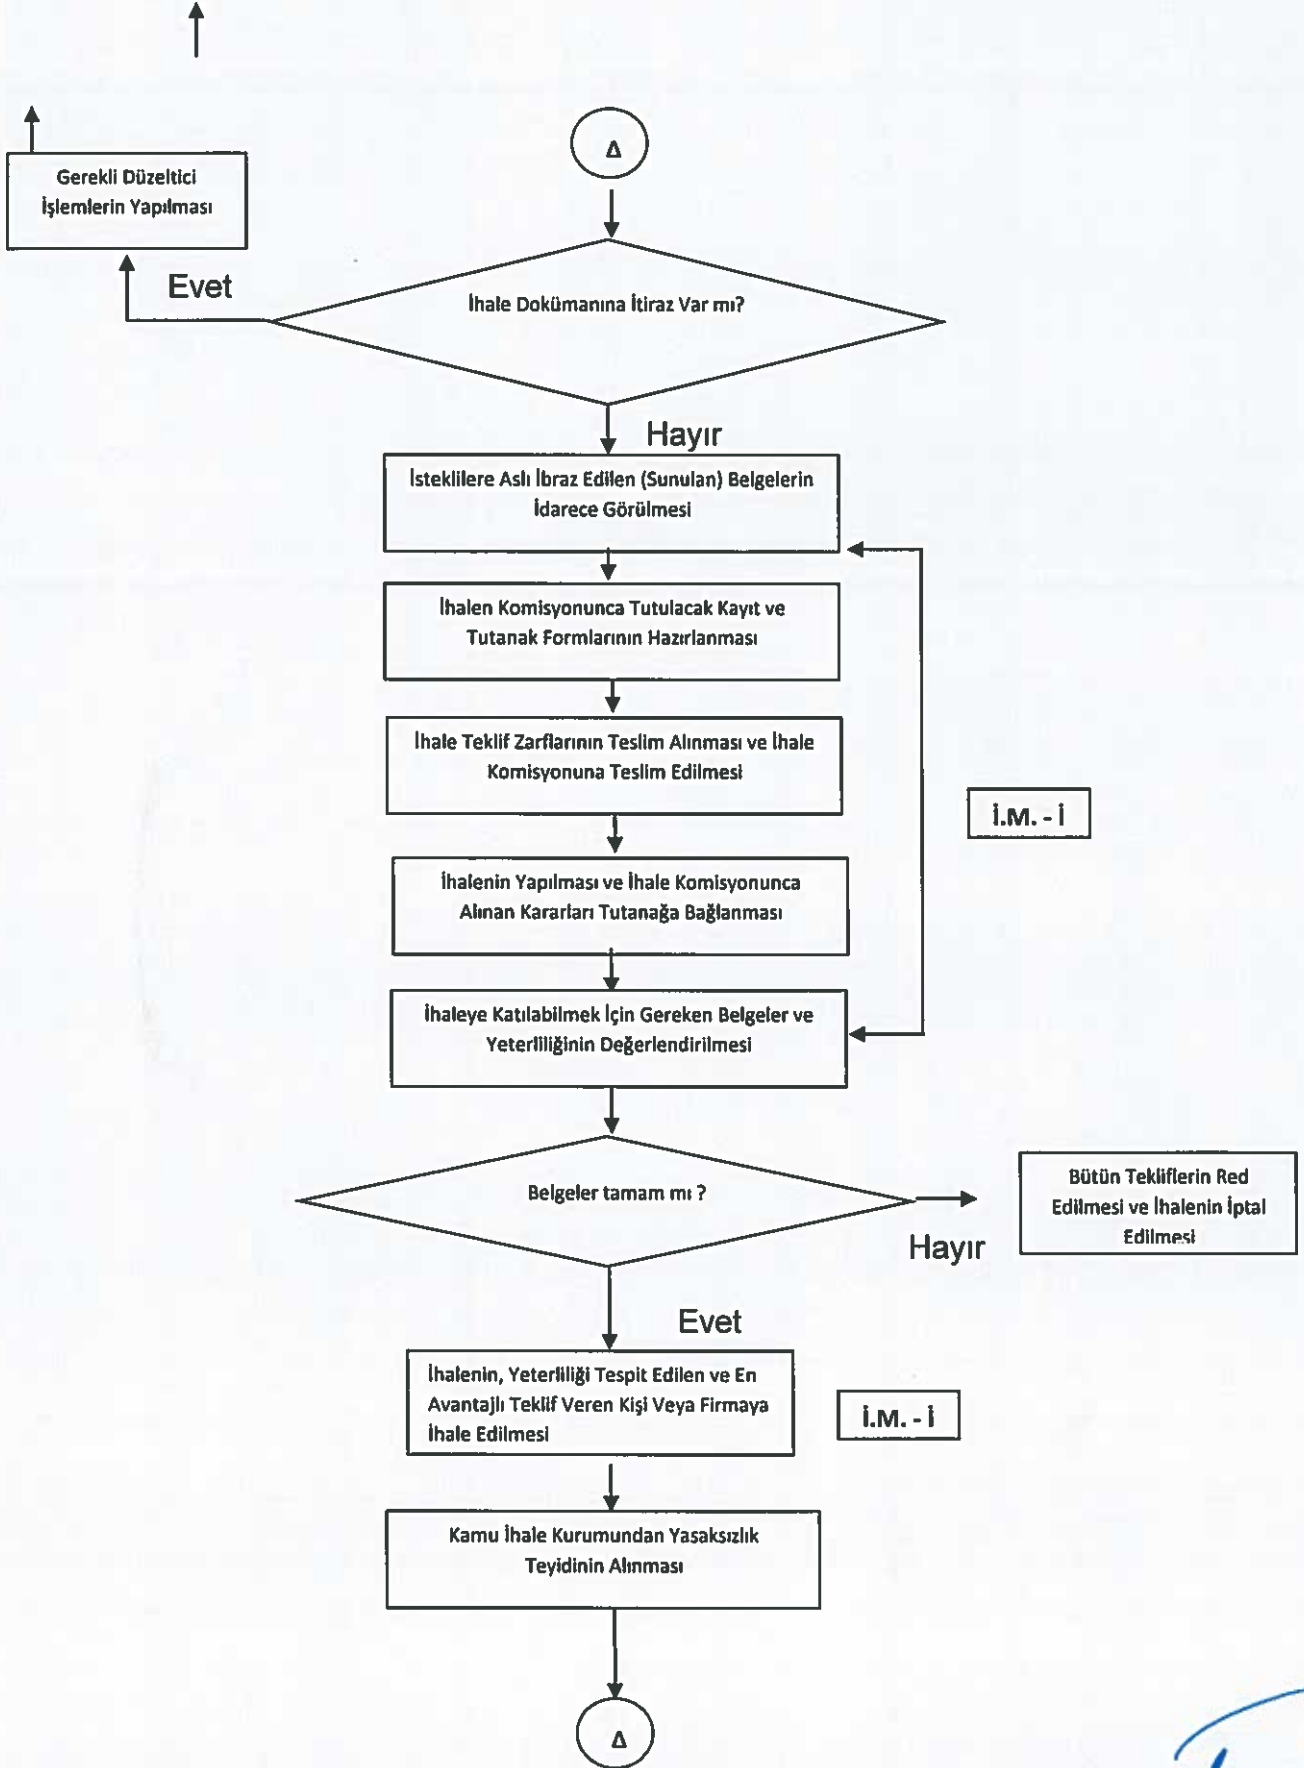 Δ
Gerekli Düzeltici
İşlemlerin Yapılması
Evet
İhale Dokümanına İtiraz Var mı?
Hayır
İsteklilere Aslı İbraz Edilen (Sunulan) Belgelerin
İdarece Görülmesi
İhalen Komisyonunca Tutulacak Kayıt ve
Tutanak Formlarının Hazırlanması
İhale Teklif Zarflarının Teslim Alınması ve İhale
Komisyonuna Teslim Edilmesi
İ.M. - İ
İhalenin Yapılması ve İhale Komisyonunca
Alınan Kararları Tutanağa Bağlanması
İhaleye Katılabilmek İçin Gereken Belgeler ve
Yeterliliğinin Değerlendirilmesi
Belgeler tamam mı ?
Hayır
Bütün Tekliflerin Red
Edilmesi ve İhalenin İptal
Edilmesi
Evet
İhalenin, Yeterliliği Tespit Edilen ve En
Avantajlı Teklif Veren Kişi Veya Firmaya
İhale Edilmesi
İ.M. - İ
Kamu İhale Kurumundan Yasaksızlık
Teyidinin Alınması
Δ